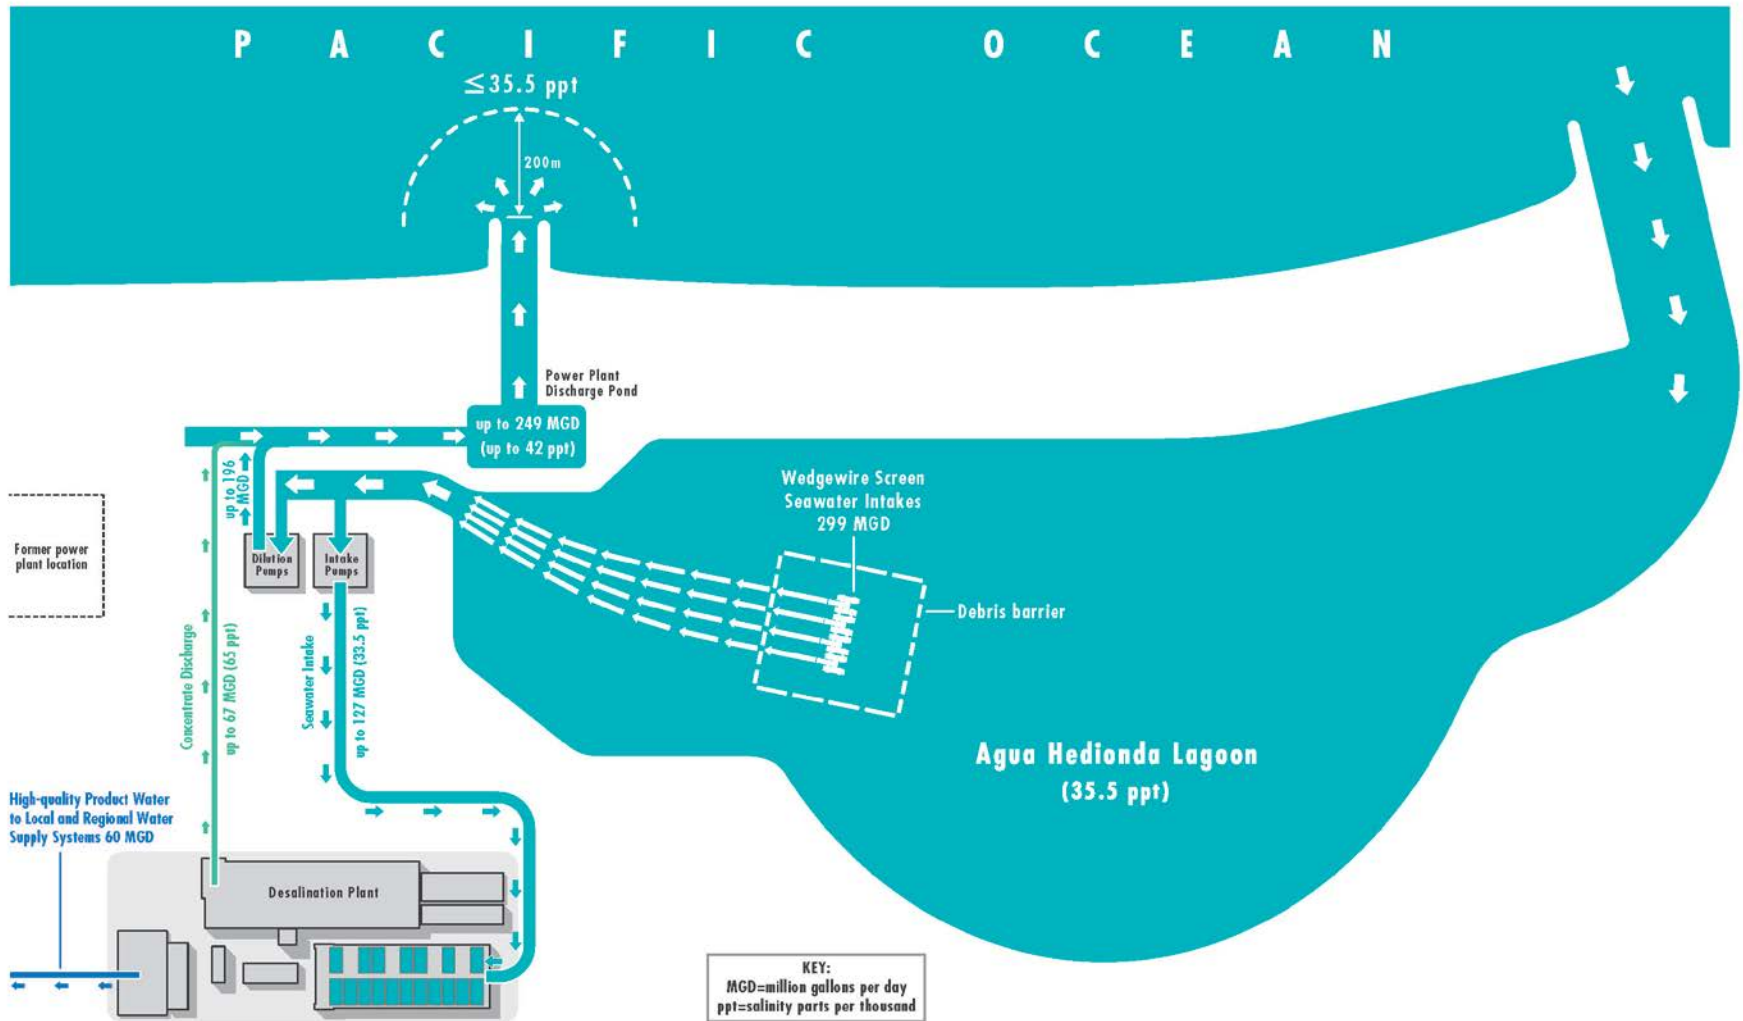 PACIFIC OCEAN
≤35.5 ppt
200m
Power Plant
Discharge Pond
up to 249 MGD
(up to 42 ppt)
up to 196
MGD
Wedgewire Screen
Seawater Intakes
299 MGD
Former power
plant location
Dilution
Pumps
Intake
Pumps
Debris barrier
Concentrate Discharge
up to 67 MGD (65 ppt)
Seawater Intake
up to 127 MGD (33.5 ppt)
Agua Hedionda Lagoon
(35.5 ppt)
High-quality Product Water
to Local and Regional Water
Supply Systems 60 MGD
Desalination Plant
KEY:
MGD=million gallons per day
ppt=salinity parts per thousand